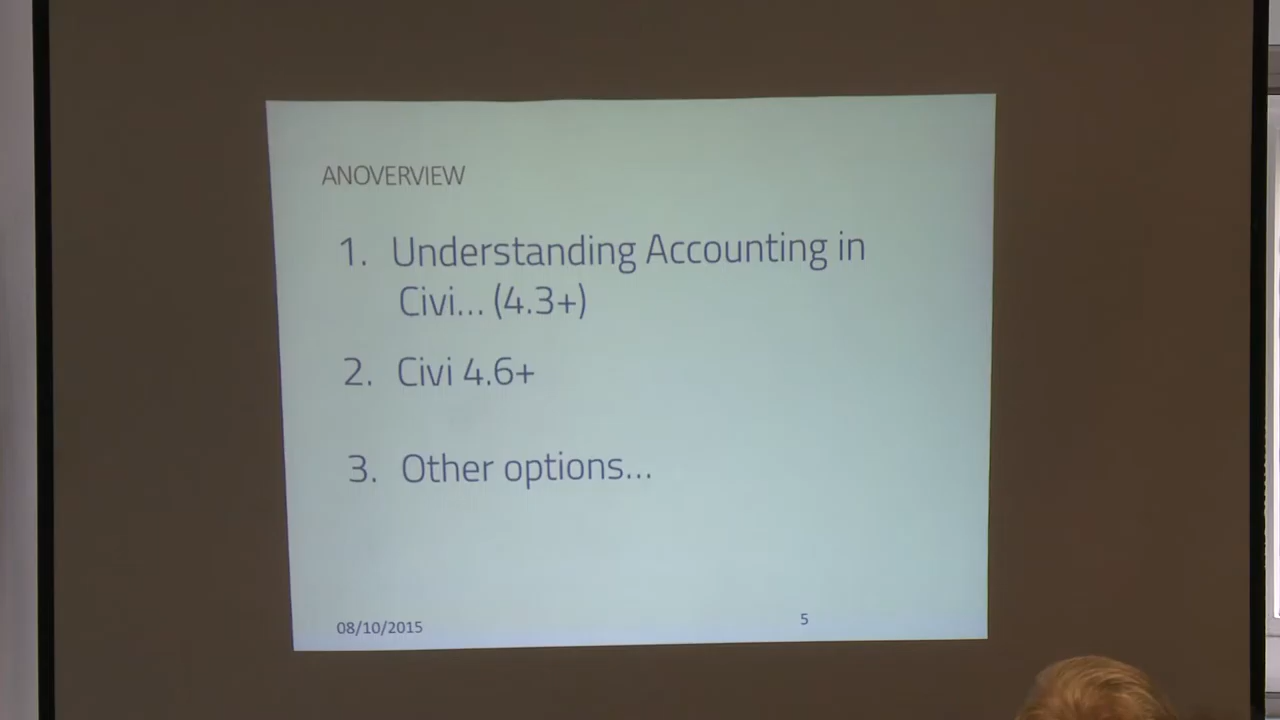 ANOVERVIEW
1. Understanding Accounting in
Civi... (4.3+)
2. Civi 4.6+
3. Other options...
08/10/2015
5